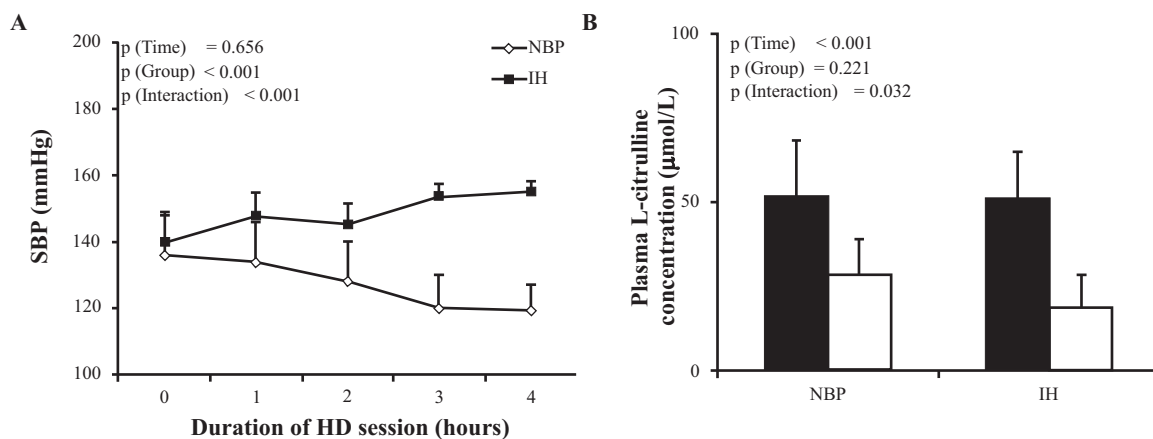 A
200
180
160
140
120
100
SBP (mmHg)
p (Time) = 0.656
p (Group) < 0.001
p (Interaction) < 0.001
NBP
IH
0 1 2 3 4
Duration of HD session (hours)
B
100
50
0
Plasma L-citrulline
concentration (μmol/L)
p (Time) < 0.001
p (Group) = 0.221
p (Interaction) = 0.032
NBP IH